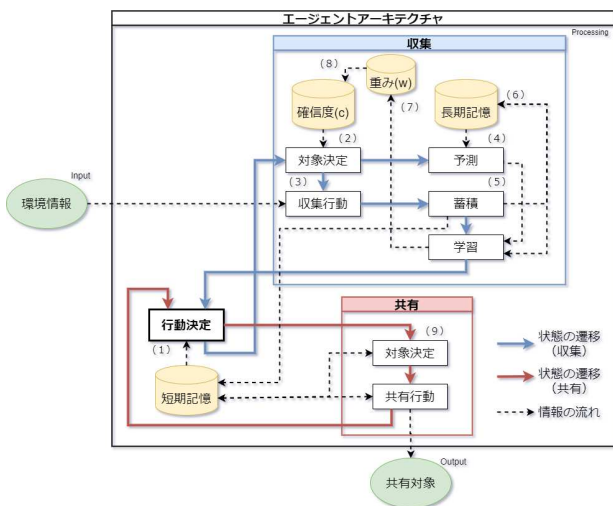 エージェントアーキテクチャ
Processing
収集
(8)
重み(w)
(6)
確信度(c)
(7)
長期記憶
(2)
(4)
Input
対象決定
予測
(3)
(5)
環境情報
収集行動
蓄積
学習
共有
行動決定
(9)
状態の遷移
(収集)
(1)
対象決定
状態の遷移
(共有)
短期記憶
共有行動
情報の流れ
Output
共有対象